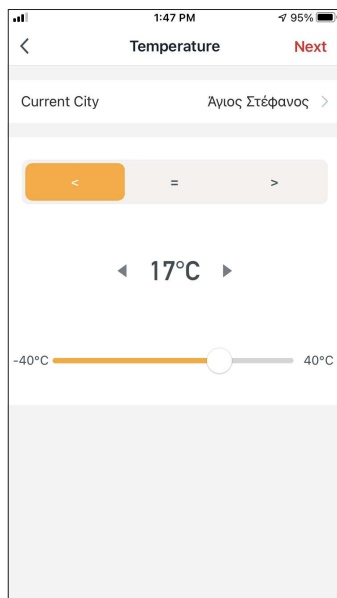 1:47 PM 95%
Temperature Next
Current City Άγιος Στέφανος
< = >
17°C
-40°C 40°C